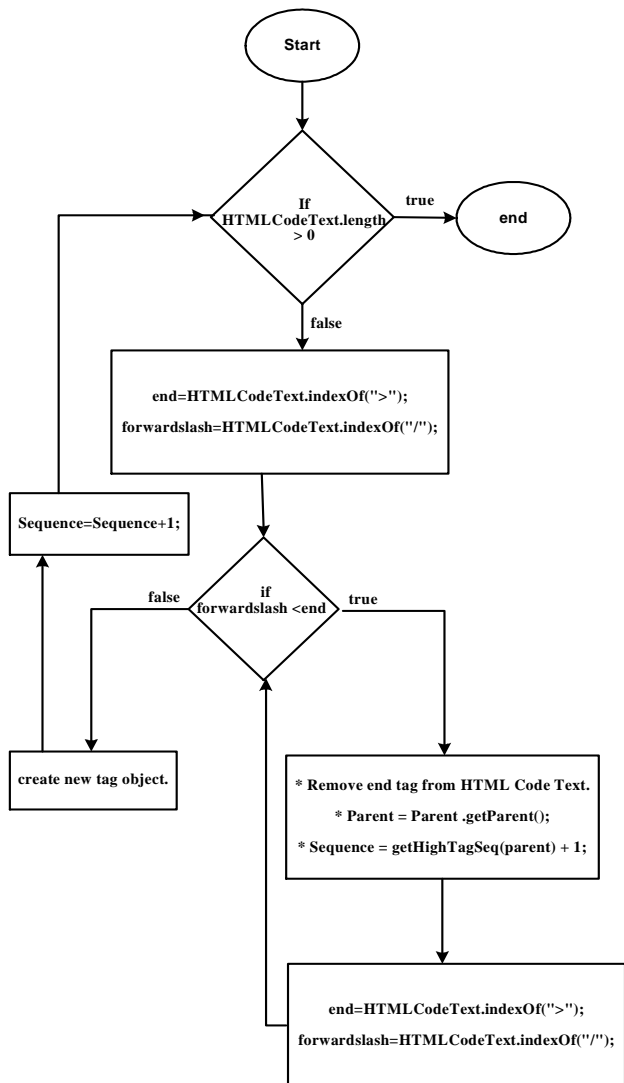 Start
If
HTMLCodeText.length
> 0
true
end
false
end=HTMLCodeText.indexOf(">");
forwardslash=HTMLCodeText.indexOf("/");
Sequence=Sequence+1;
false
if
forwardslash <end
true
create new tag object.
* Remove end tag from HTML Code Text.
* Parent = Parent .getParent();
* Sequence = getHighTagSeq(parent) + 1;
end=HTMLCodeText.indexOf(">");
forwardslash=HTMLCodeText.indexOf("/");